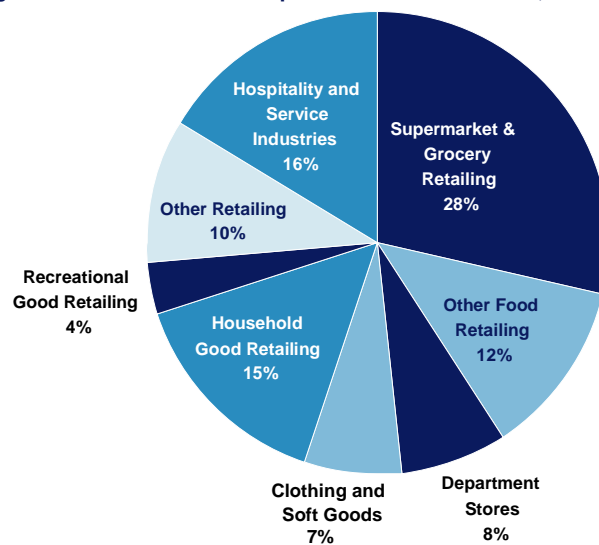 Hospitality and
Service
Industries
16%
Supermarket &
Grocery
Retailing
28%
Other Retailing
10%
Recreational
Good Retailing
4%
Household
Good Retailing
15%
Other Food
Retailing
12%
Clothing and
Soft Goods
7%
Department
Stores
8%